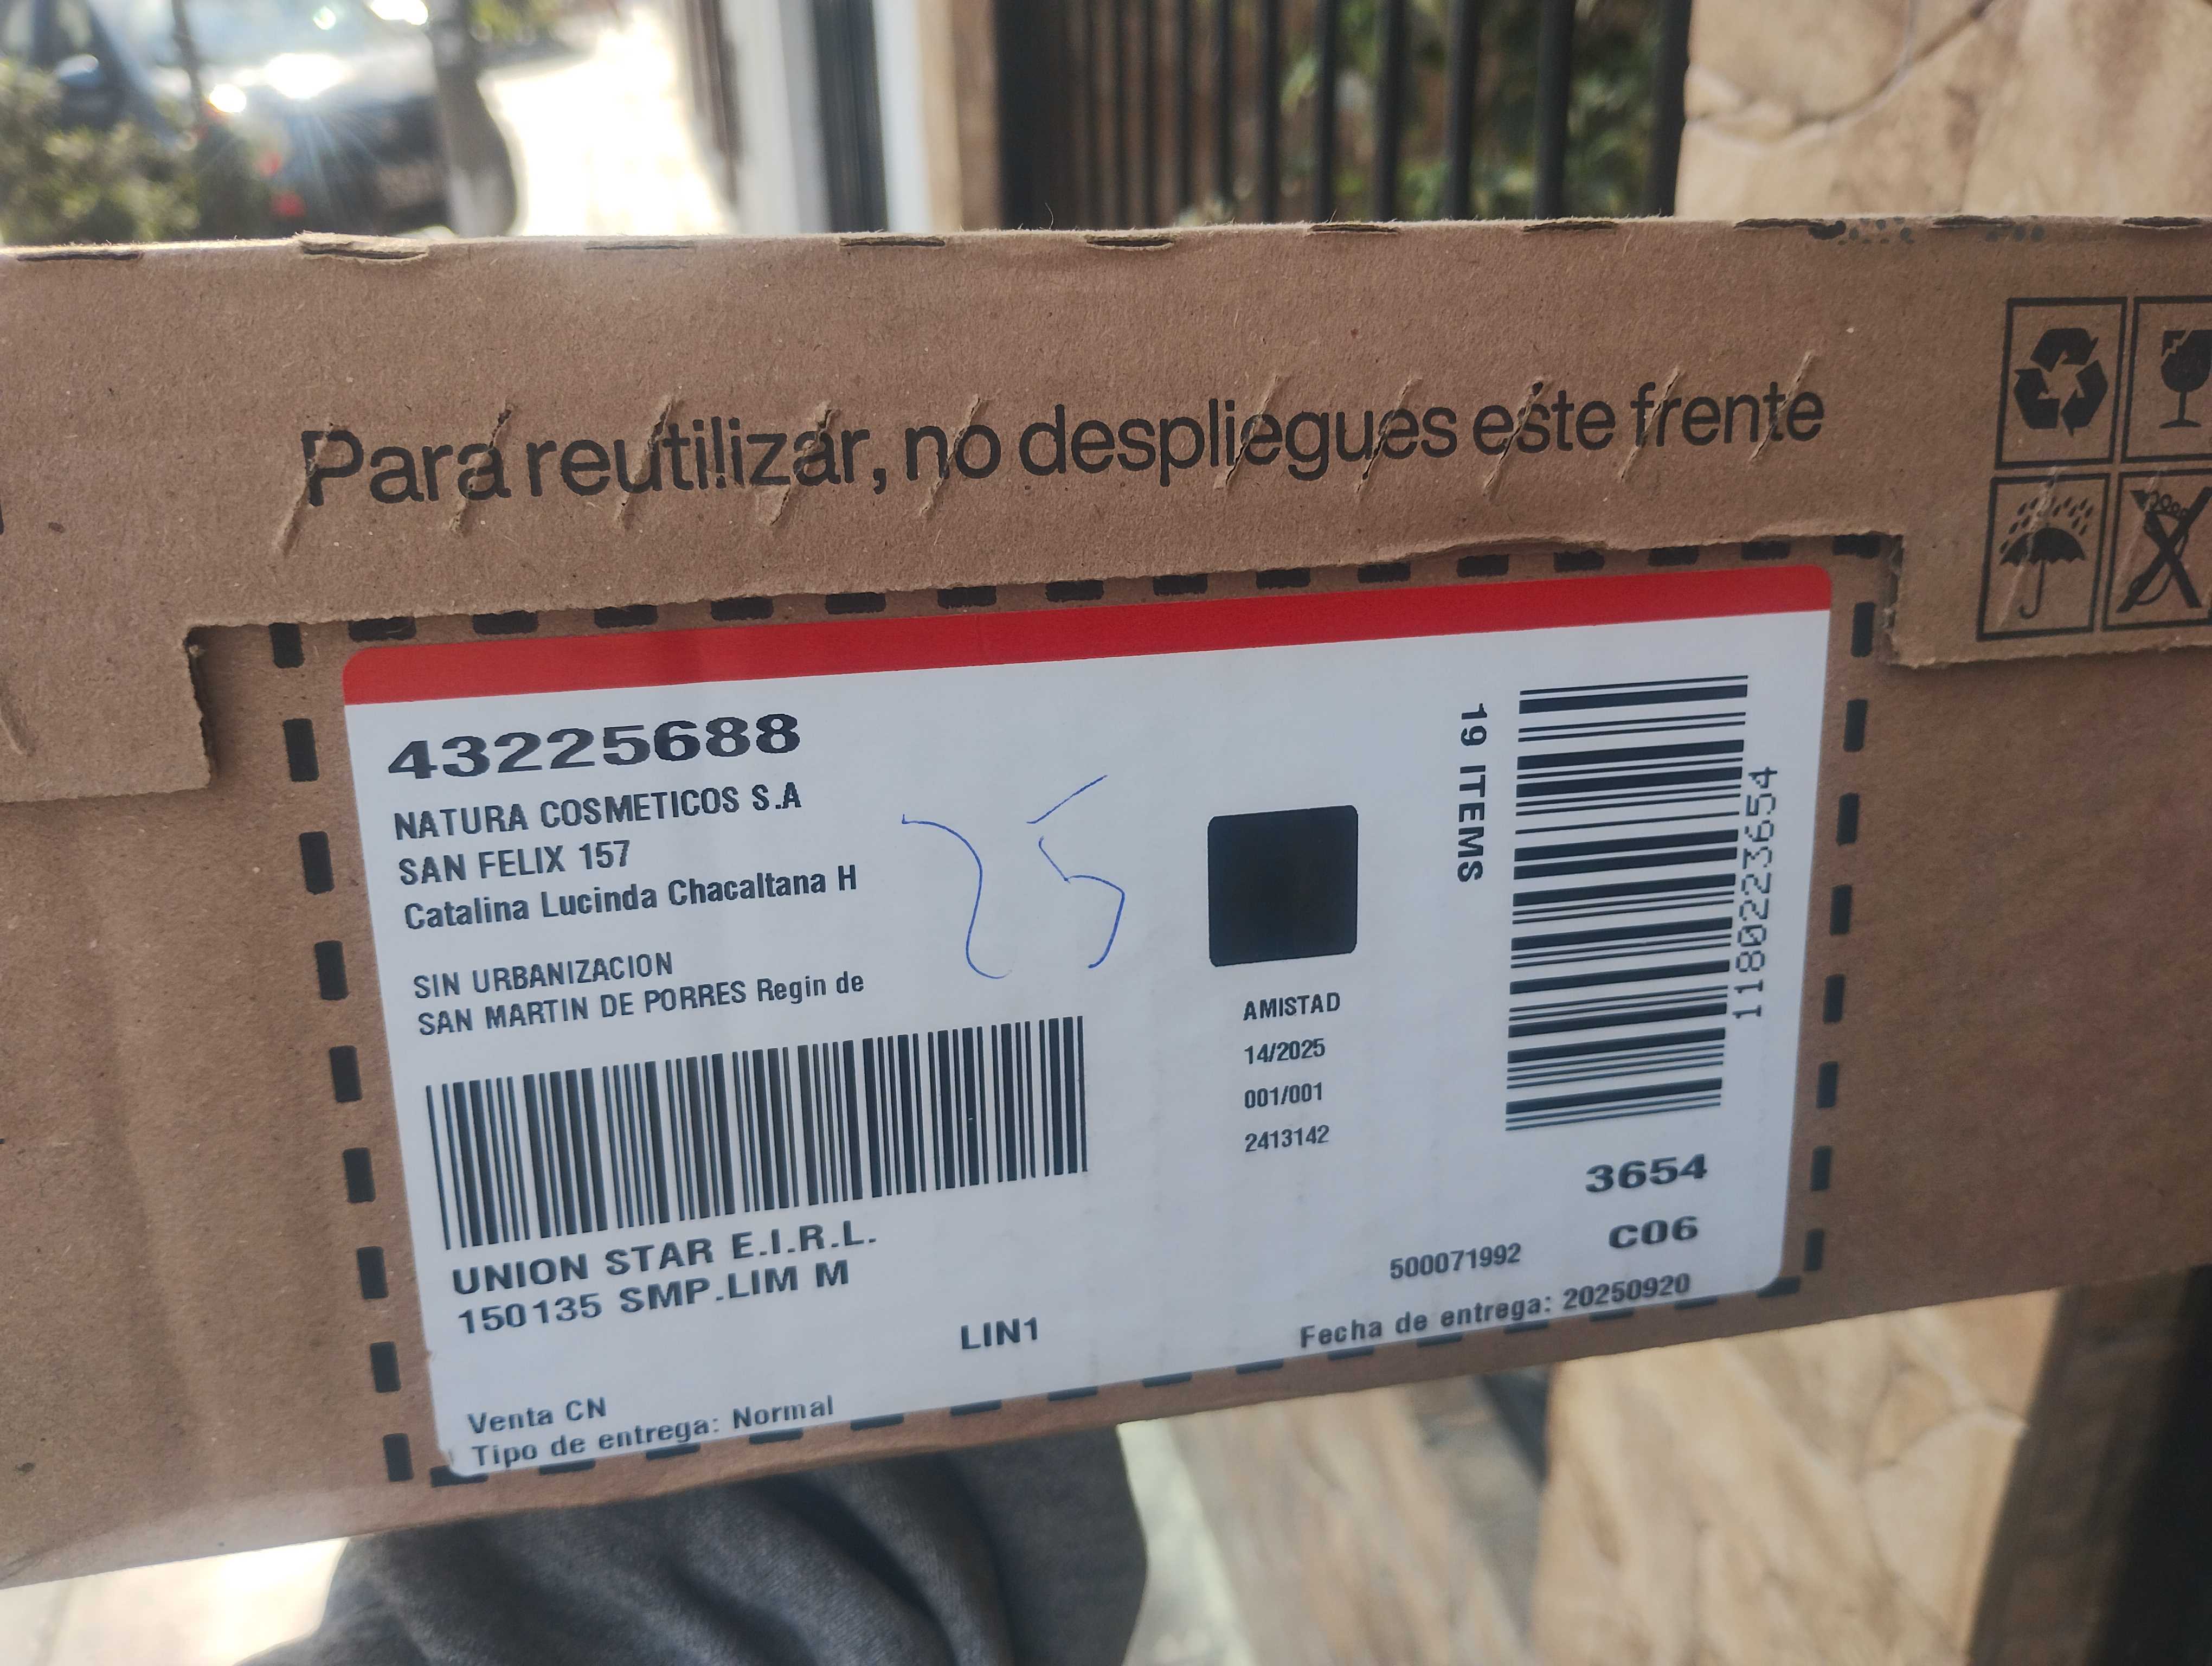 Para reutilizar, no despliegues este frente
43225688
NATURA COSMETICOS S.A
SAN FELIX 157
Catalina Lucinda Chacaltana H
SIN URBANIZACION
SAN MARTIN DE PORRES Regin de
UNION STAR E.I.R.L.
150135 SMP.LIM M
LIN1
Venta CN
Tipo de entrega: Normal
25
AMISTAD
14/2025
001/001
2413142
19 ITEMS
1180223654
3654
C06
500071992
Fecha de entrega: 20250920